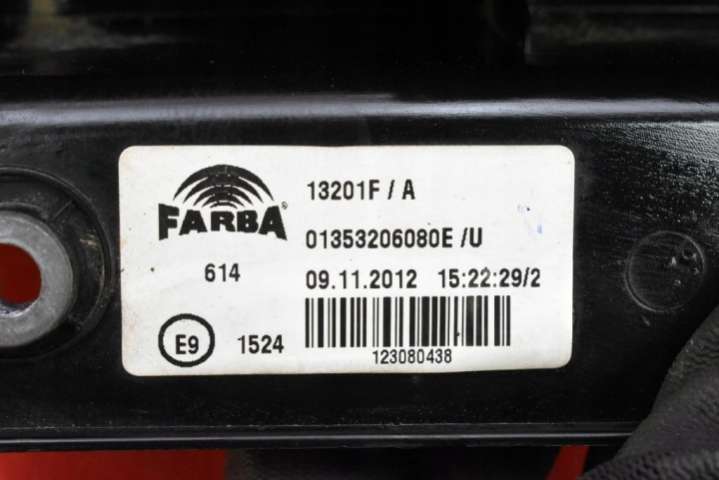 FARBA®
13201F / A
01353206080E /U
614
09.11.2012 15:22:29/2
E9
1524
123080438